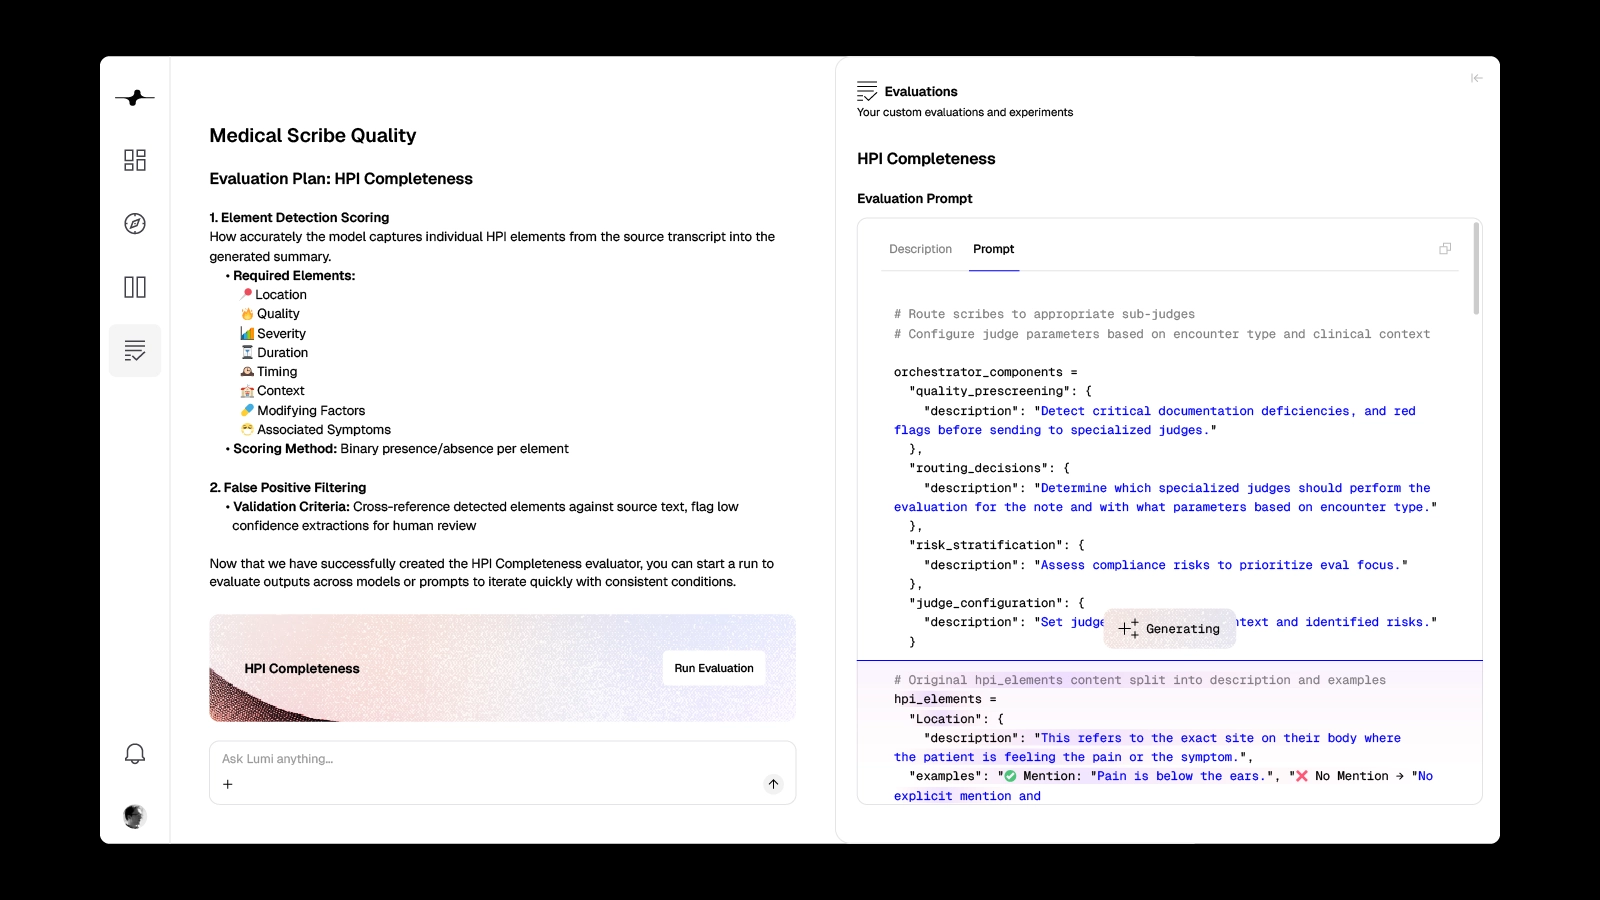 Medical Scribe Quality
Evaluation Plan: HPI Completeness
1. Element Detection Scoring
How accurately the model captures individual HPI elements from the source transcript into the
generated summary.
• Required Elements:
📍 Location
🔥 Quality
📊 Severity
⏳ Duration
🕰️ Timing
🏥 Context
💊 Modifying Factors
😷 Associated Symptoms
• Scoring Method: Binary presence/absence per element
2. False Positive Filtering
• Validation Criteria: Cross-reference detected elements against source text, flag low
confidence extractions for human review
Now that we have successfully created the HPI Completeness evaluator, you can start a run to
evaluate outputs across models or prompts to iterate quickly with consistent conditions.
HPI Completeness
Run Evaluation
Ask Lumi anything...
Evaluations
Your custom evaluations and experiments
HPI Completeness
Evaluation Prompt
Description Prompt
# Route scribes to appropriate sub-judges
# Configure judge parameters based on encounter type and clinical context
orchestrator_components =
"quality_prescreening": {
"description": "Detect critical documentation deficiencies, and red
flags before sending to specialized judges."
},
"routing_decisions": {
"description": "Determine which specialized judges should perform the
evaluation for the note and with what parameters based on encounter type."
},
"risk_stratification": {
"description": "Assess compliance risks to prioritize eval focus."
},
"judge_configuration": {
"description": "Set judge ntext and identified risks."
Generating
}
# Original hpi_elements content split into description and examples
hpi_elements =
"Location": {
"description": "This refers to the exact site on their body where
the patient is feeling the pain or the symptom.",
"examples": "✅ Mention: "Pain is below the ears.", "❌ No Mention → "No
explicit mention and